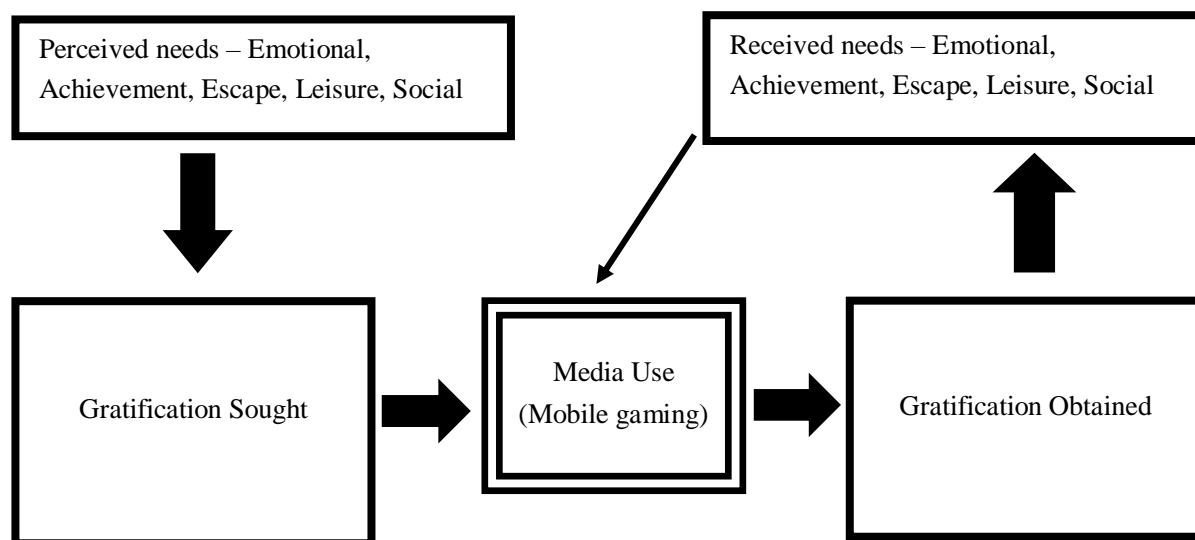 Perceived needs – Emotional,
Achievement, Escape, Leisure, Social
Received needs – Emotional,
Achievement, Escape, Leisure, Social
Gratification Sought
Media Use
(Mobile gaming)
Gratification Obtained